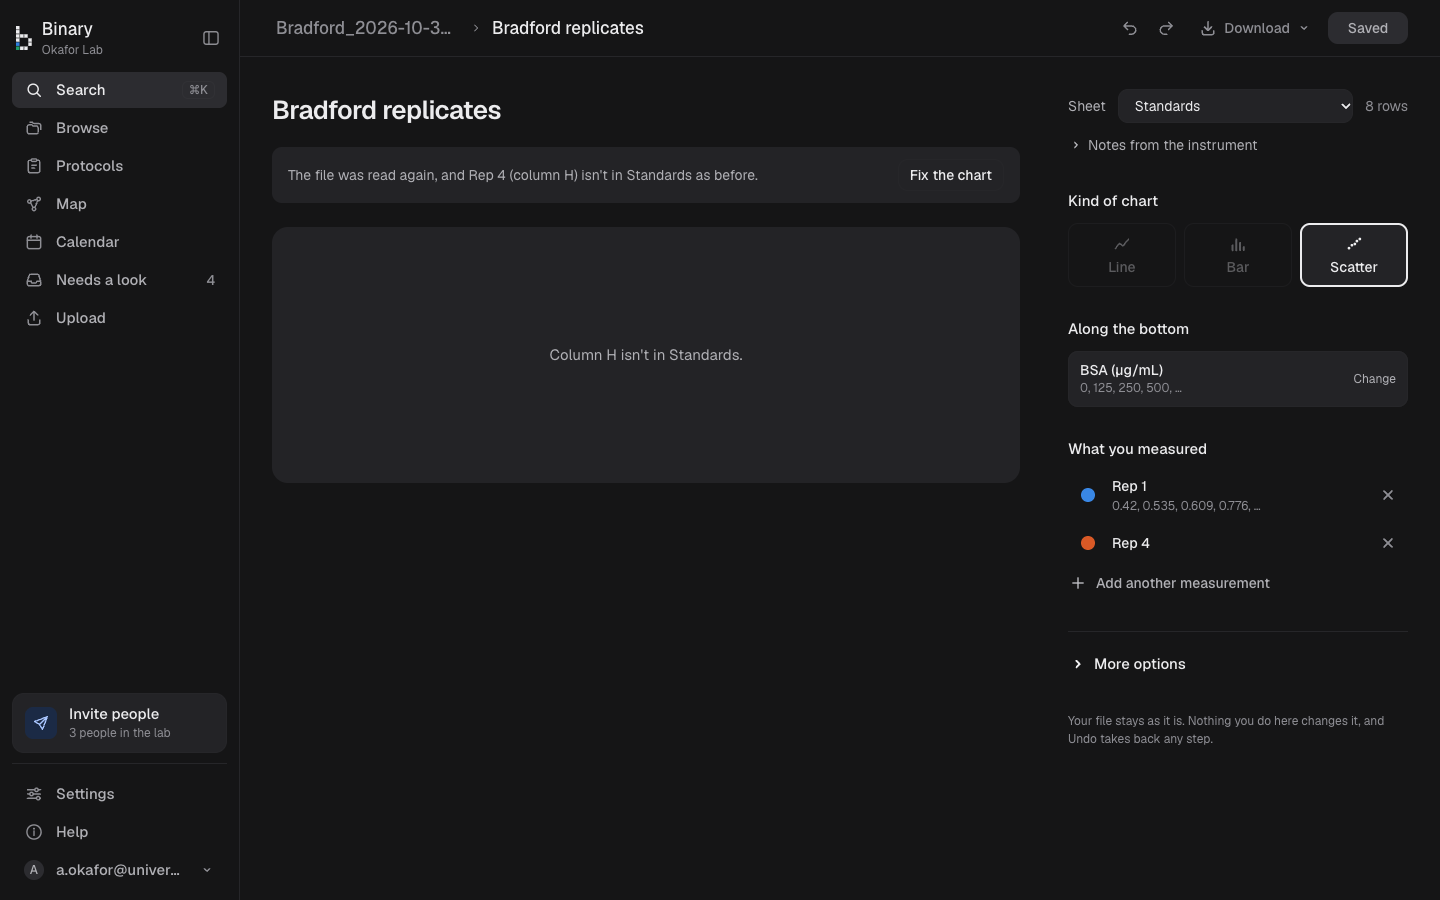 Binary
Okafor Lab
Search
⌘K
Browse
Protocols
Map
Calendar
Needs a look
4
Upload
Invite people
3 people in the lab
Settings
Help
A
a.okafor@univer...
Bradford_2026-10-3...
Bradford replicates
Download
Saved
Bradford replicates
The file was read again, and Rep 4 (column H) isn't in Standards as before.
Fix the chart
Column H isn't in Standards.
Sheet
Standards
8 rows
Notes from the instrument
Kind of chart
Line
Bar
Scatter
Along the bottom
BSA (µg/mL)
0, 125, 250, 500, ...
Change
What you measured
Rep 1
0.42, 0.535, 0.609, 0.776, ...
Rep 4
Add another measurement
More options
Your file stays as it is. Nothing you do here changes it, and
Undo takes back any step.